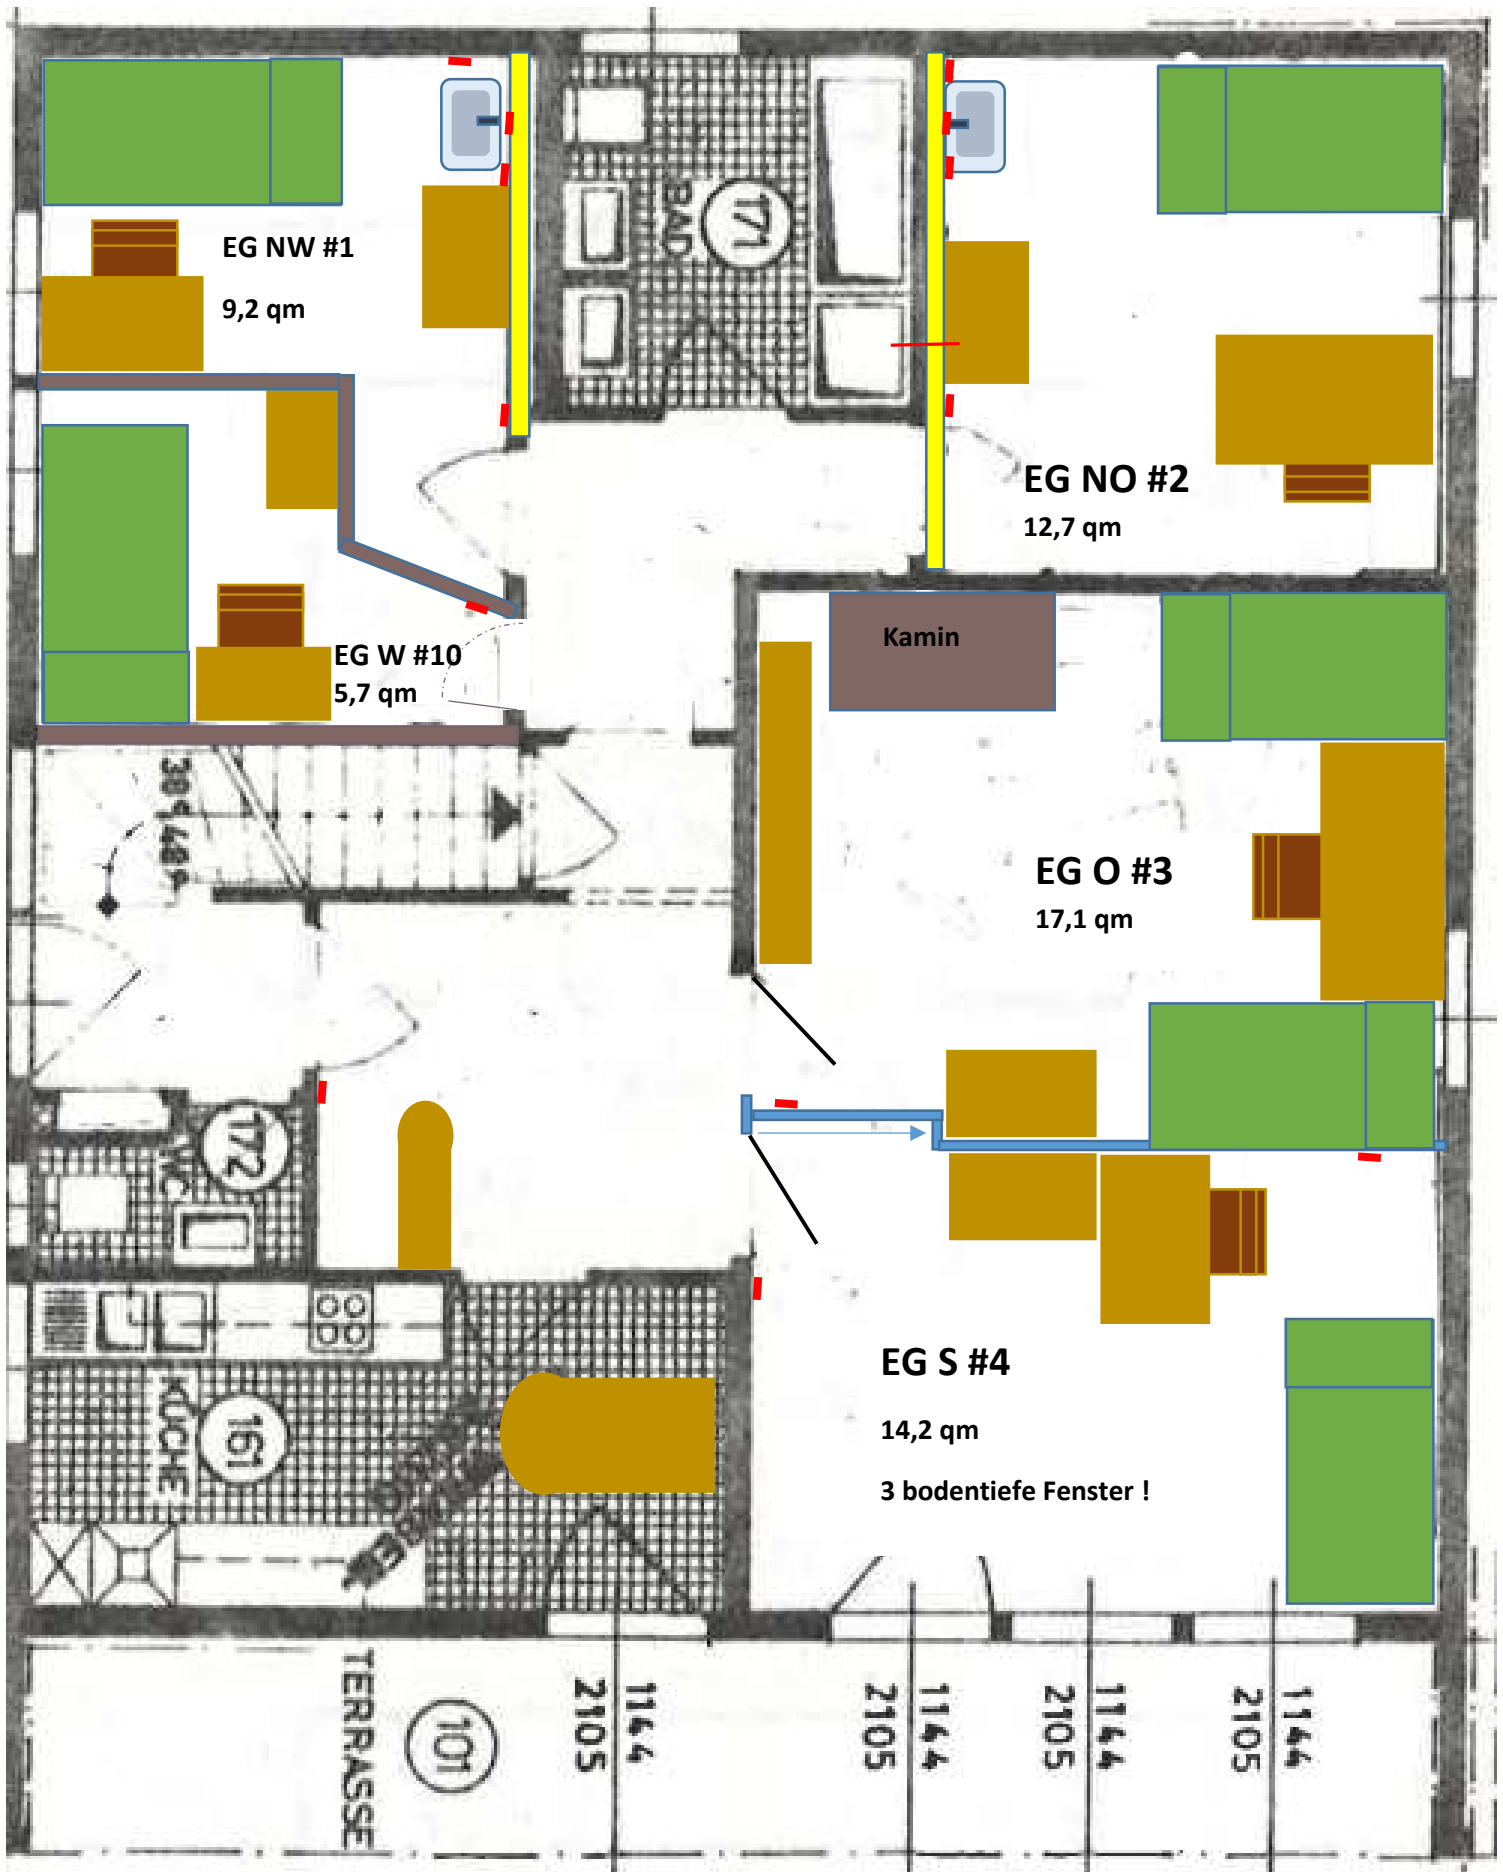 BAD
171
EG NW #1
9,2 qm
EG NO #2
12,7 qm
Kamin
EG W #10
5,7 qm
EG O #3
17,1 qm
172
WC
EG S #4
14,2 qm
3 bodentiefe Fenster !
KÜCHE
161
TERRASSE
101
1144
2105
1144
2105
1144
2105
1144
2105